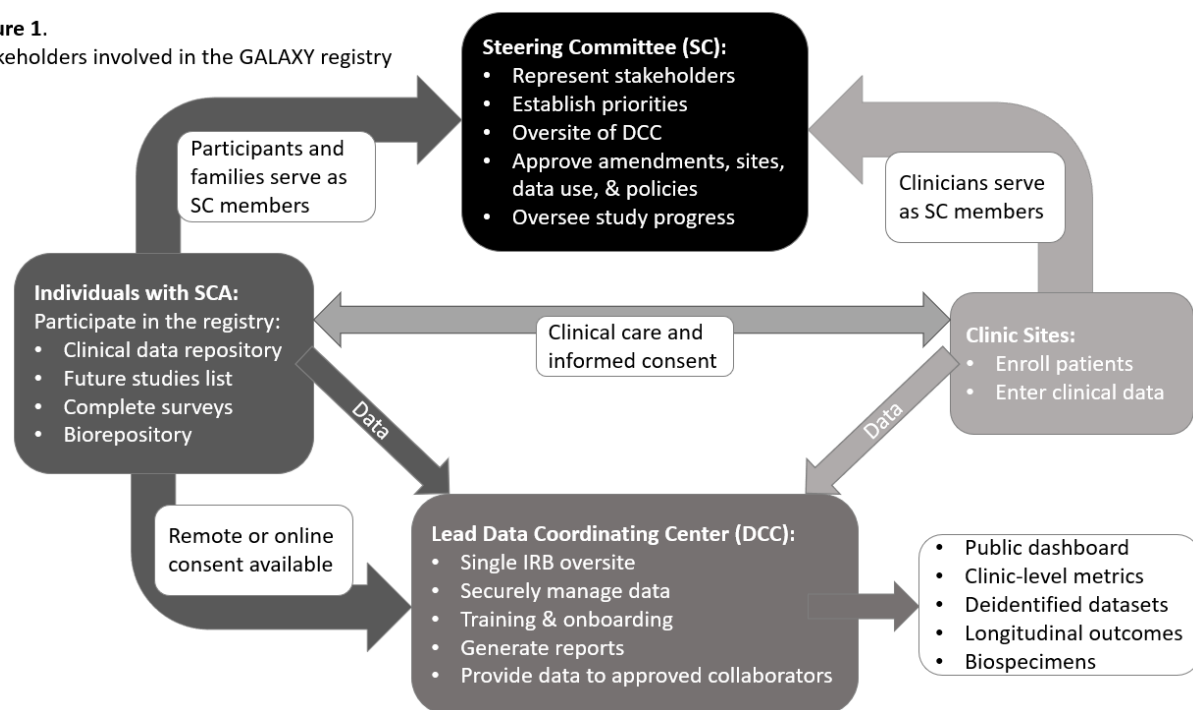 ure 1.
keholders involved in the GALAXY registry
Steering Committee (SC):
• Represent stakeholders
• Establish priorities
• Oversite of DCC
• Approve amendments, sites,
data use, & policies
• Oversee study progress
Participants and
families serve as
SC members
Clinicians serve
as SC members
Individuals with SCA:
Participate in the registry:
• Clinical data repository
• Future studies list
• Complete surveys
• Biorepository
Clinical care and
informed consent
Clinic Sites:
• Enroll patients
• Enter clinical data
Data
Data
Remote or online
consent available
Lead Data Coordinating Center (DCC):
• Single IRB oversite
• Securely manage data
• Training & onboarding
• Generate reports
• Provide data to approved collaborators
• Public dashboard
• Clinic-level metrics
• Deidentified datasets
• Longitudinal outcomes
• Biospecimens